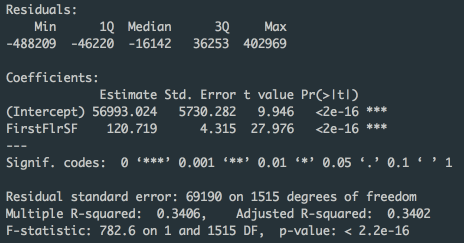 Residuals:
    Min      1Q  Median      3Q     Max
-488209  -46220  -16142   36253  402969

Coefficients:
             Estimate Std. Error t value Pr(>|t|)
(Intercept) 56993.024   5730.282   9.946   <2e-16 ***
FirstFlrSF    120.719      4.315  27.976   <2e-16 ***
---
Signif. codes:  0 ‘***’ 0.001 ‘**’ 0.01 ‘*’ 0.05 ‘.’ 0.1 ‘ ’ 1

Residual standard error: 69190 on 1515 degrees of freedom
Multiple R-squared:  0.3406,    Adjusted R-squared:  0.3402
F-statistic: 782.6 on 1 and 1515 DF,  p-value: < 2.2e-16